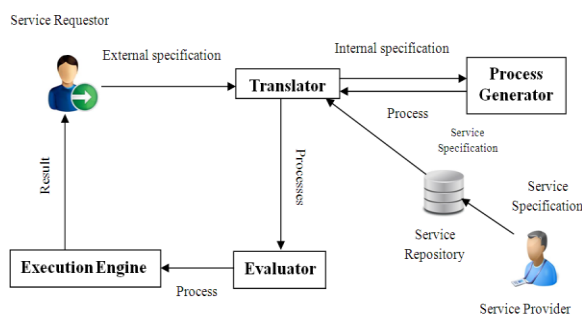 Service Requestor
External specification
Internal specification
Translator
Process
Generator
Process
Service
Specification
Result
Processes
Service
Specification
Service
Repository
Execution Engine
Evaluator
Process
Service Provider